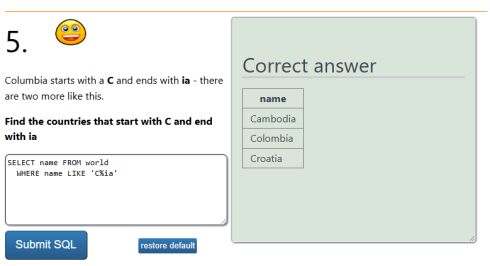 5.
Columbia starts with a C and ends with ia - there
are two more like this.
Find the countries that start with C and end
with ia
SELECT name FROM world
WHERE name LIKE 'C%ia'
Submit SQL
restore default
Correct answer
name
Cambodia
Colombia
Croatia